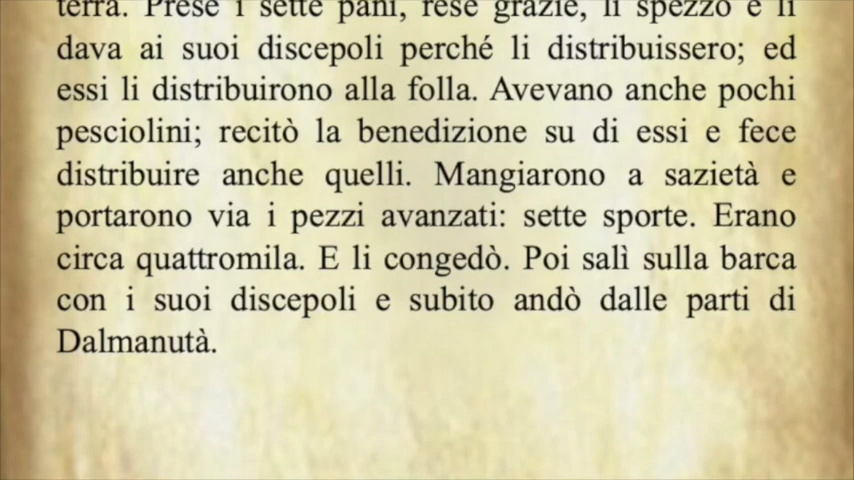 terra. Prese i sette pani, rese grazie, li spezzò e li
dava ai suoi discepoli perché li distribuissero; ed
essi li distribuirono alla folla. Avevano anche pochi
pesciolini; recitò la benedizione su di essi e fece
distribuire anche quelli. Mangiarono a sazietà e
portarono via i pezzi avanzati: sette sporte. Erano
circa quattromila. E li congedò. Poi salì sulla barca
con i suoi discepoli e subito andò dalle parti di
Dalmanutà.